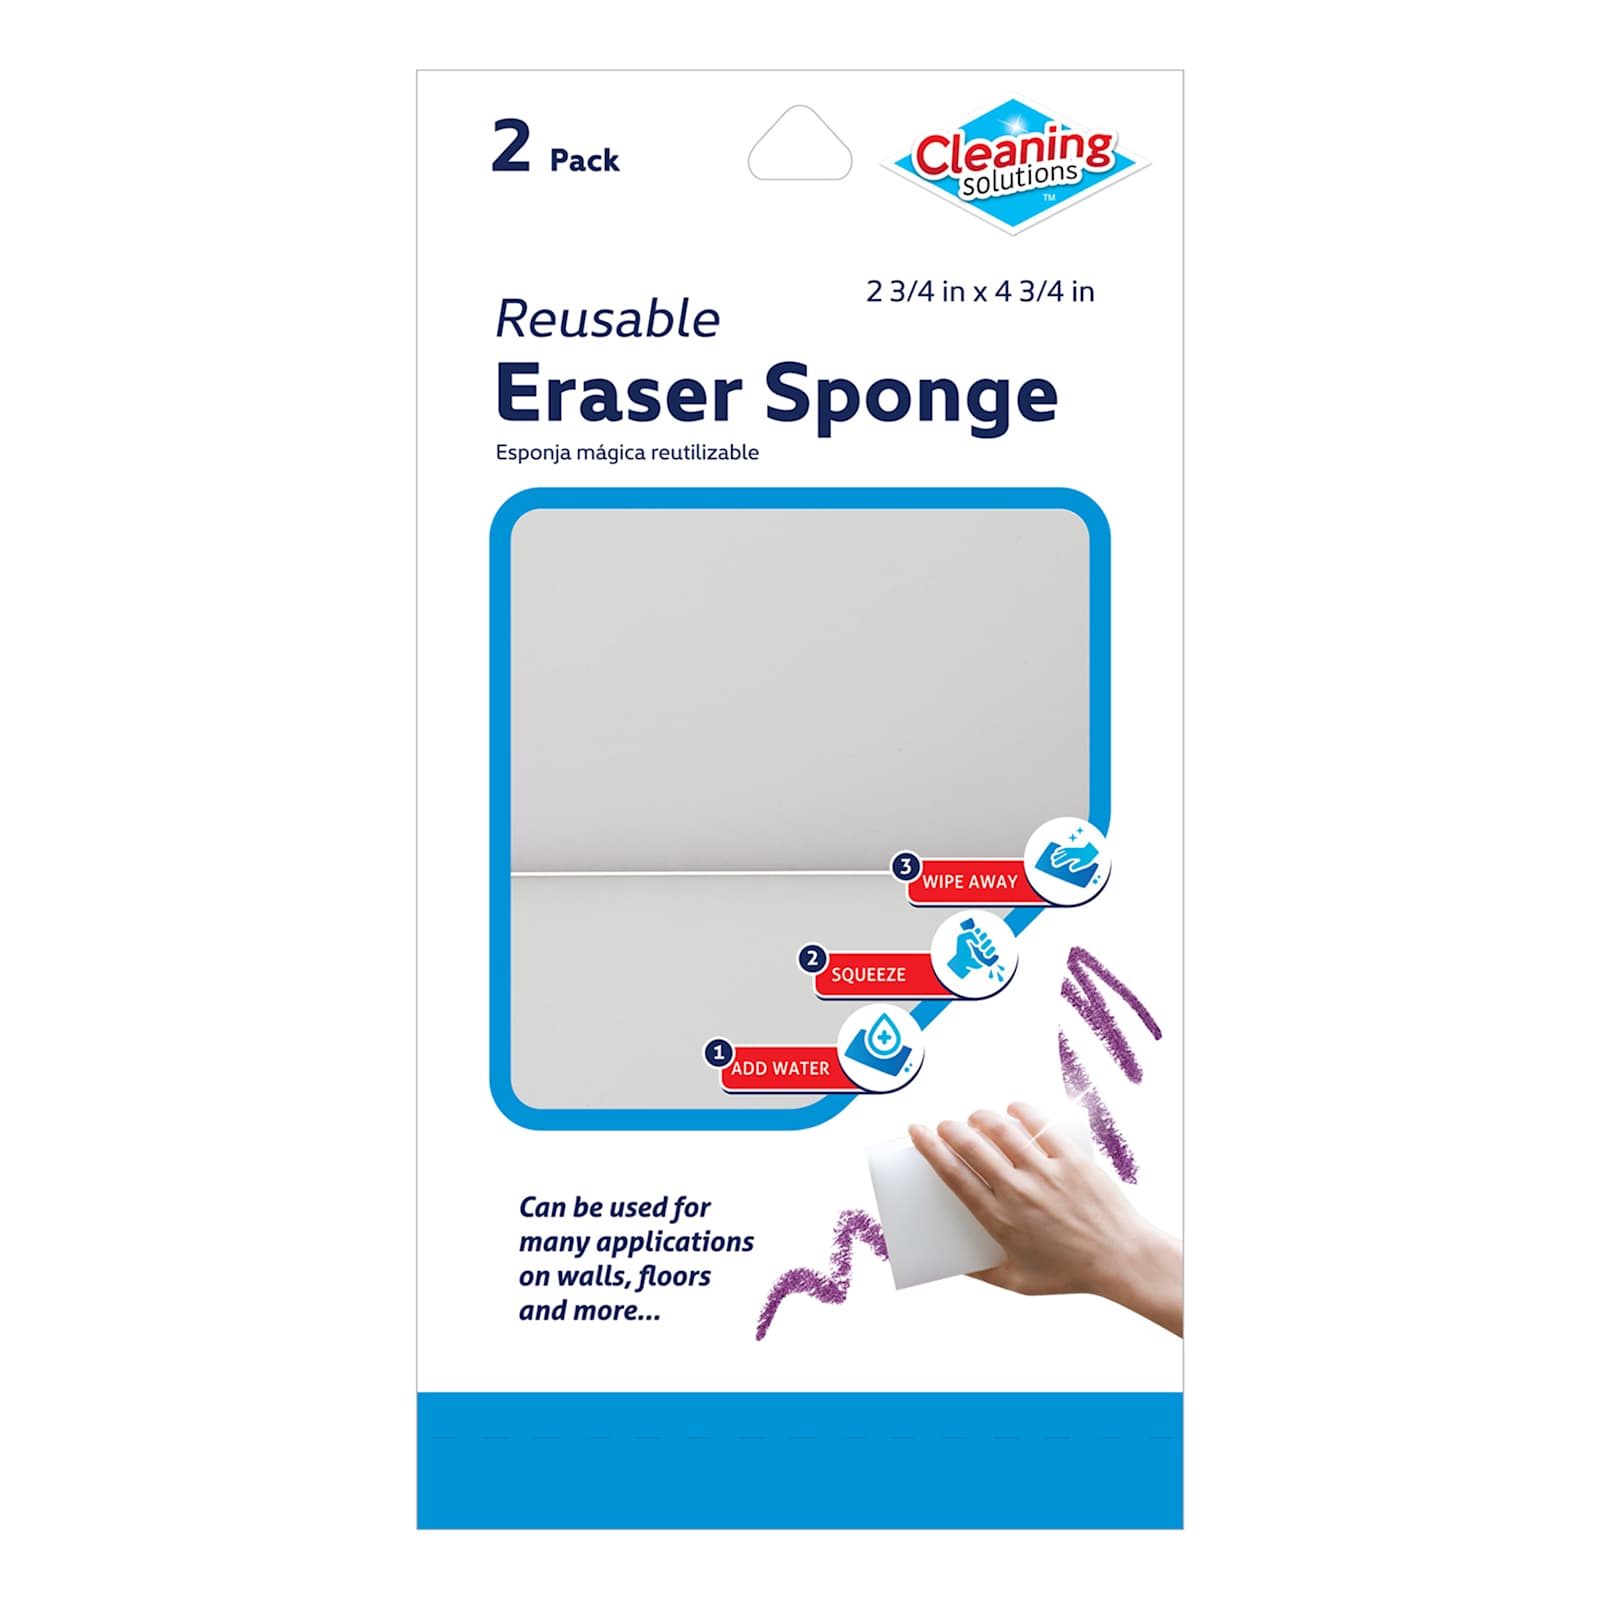 2 Pack
Cleaning
solutions
TM
2 3/4 in x 4 3/4 in
Reusable
Eraser Sponge
Esponja mágica reutilizable
3
WIPE AWAY
2
SQUEEZE
1
ADD WATER
Can be used for
many applications
on walls, floors
and more...